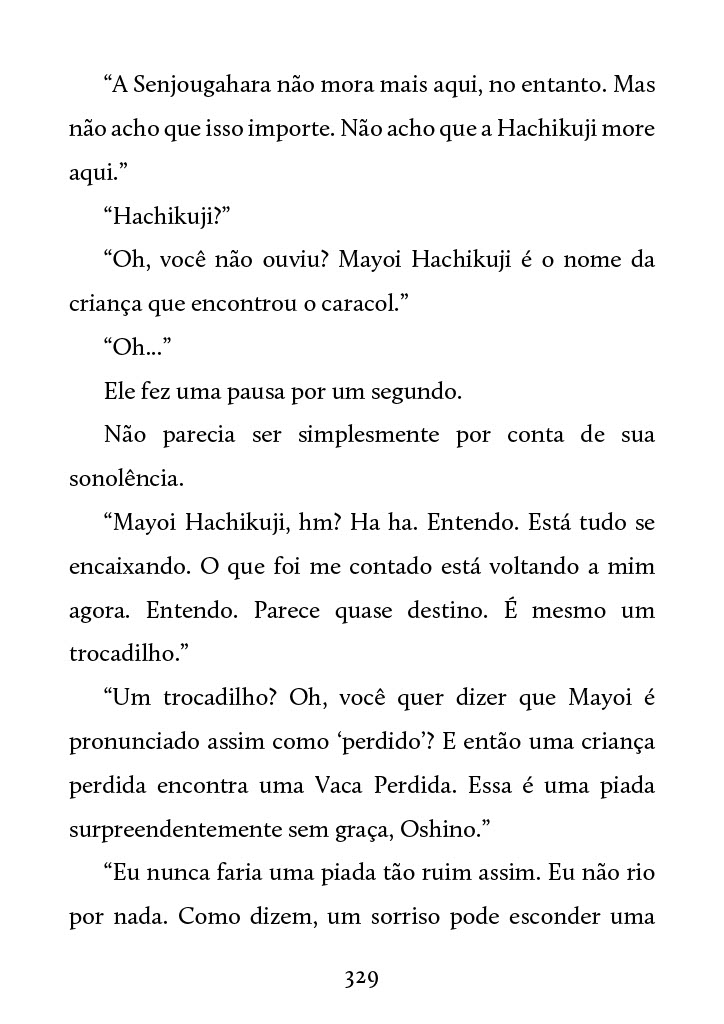 “A Senjougahara não mora mais aqui, no entanto. Mas
não acho que isso importe. Não acho que a Hachikuji more
aqui.”
“Hachikuji?”
“Oh, você não ouviu? Mayoi Hachikuji é o nome da
criança que encontrou o caracol.”
“Oh...”
Ele fez uma pausa por um segundo.
Não parecia ser simplesmente por conta de sua
sonolência.
“Mayoi Hachikuji, hm? Ha ha. Entendo. Está tudo se
encaixando. O que foi me contado está voltando a mim
agora. Entendo. Parece quase destino. É mesmo um
trocadilho.”
“Um trocadilho? Oh, você quer dizer que Mayoi é
pronunciado assim como ‘perdido’? E então uma criança
perdida encontra uma Vaca Perdida. Essa é uma piada
surpreendentemente sem graça, Oshino.”
“Eu nunca faria uma piada tão ruim assim. Eu não rio
por nada. Como dizem, um sorriso pode esconder uma
329